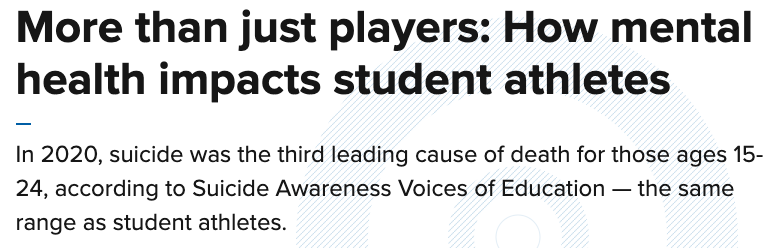 More than just players: How mental
health impacts student athletes
In 2020, suicide was the third leading cause of death for those ages 15-
24, according to Suicide Awareness Voices of Education — the same
range as student athletes.